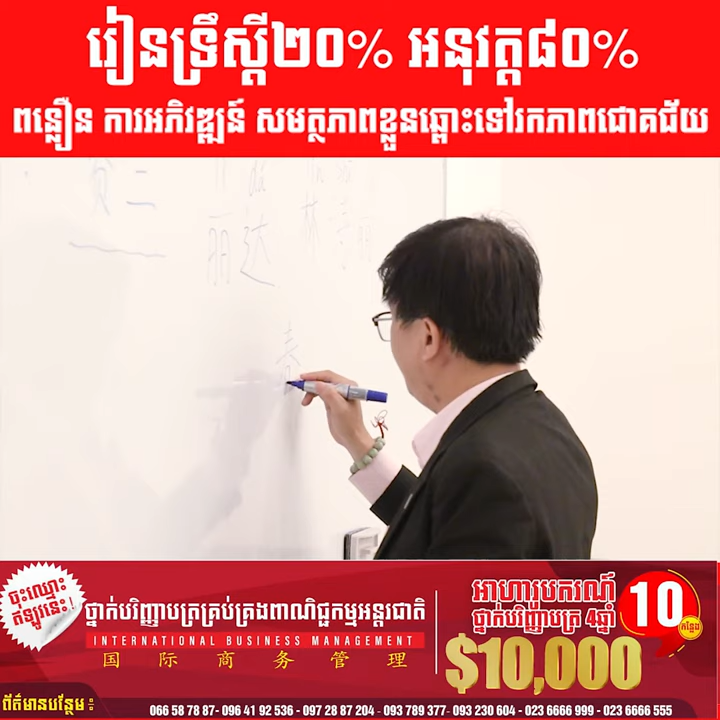 រៀនទ្រឹស្តី២០% អនុវត្ត៨០%
ពន្លឿន ការអភិវឌ្ឍន៍ សមត្ថភាពខ្លួនឆ្ពោះទៅរកភាពជោគជ័យ
二
丽达
林
春
ចុះឈ្មោះ
ឥឡូវនេះ!
ថ្នាក់បរិញ្ញាបត្រគ្រប់គ្រងពាណិជ្ជកម្មអន្តរជាតិ
INTERNATIONAL BUSINESS MANAGEMENT
国际商务管理
អាហារូបករណ៍
ថ្នាក់បរិញ្ញាបត្រ 4ឆ្នាំ
10
កន្លែង
$10,000
ព័ត៌មានបន្ថែម ៖
066 58 78 87- 096 41 92 536 - 097 28 87 204 - 093 789 377 - 093 230 604 - 023 6666 999 - 023 6666 555